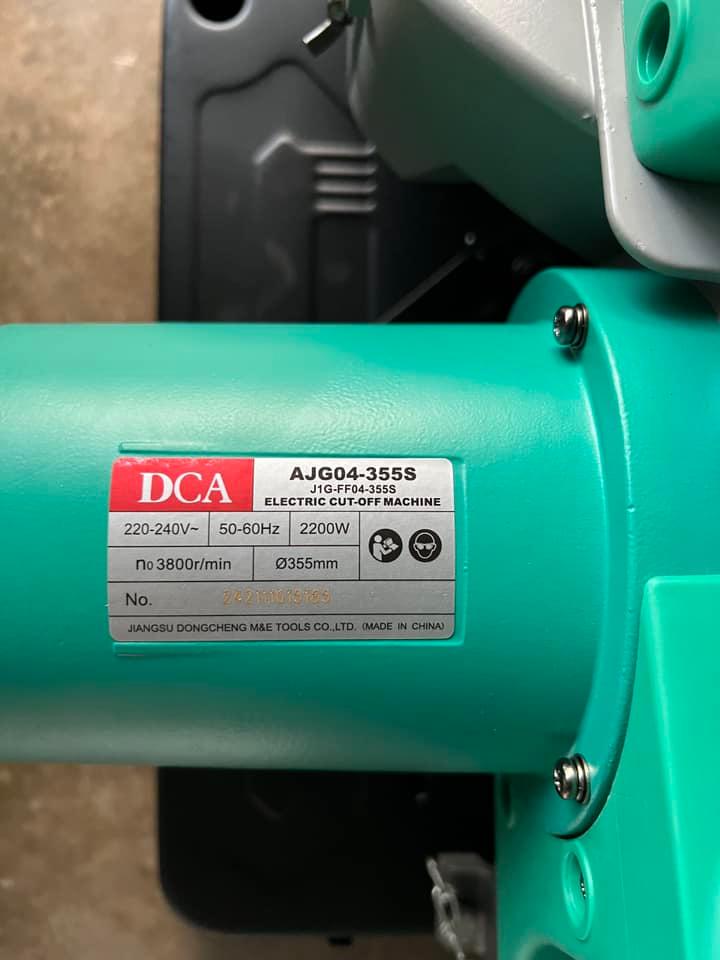 DCA
AJG04-355S
J1G-FF04-355S
ELECTRIC CUT-OFF MACHINE
220-240V~ 50-60Hz 2200W
n0 3800r/min Ø355mm
No.
JIANGSU DONGCHENG M&E TOOLS CO.,LTD. (MADE IN CHINA)